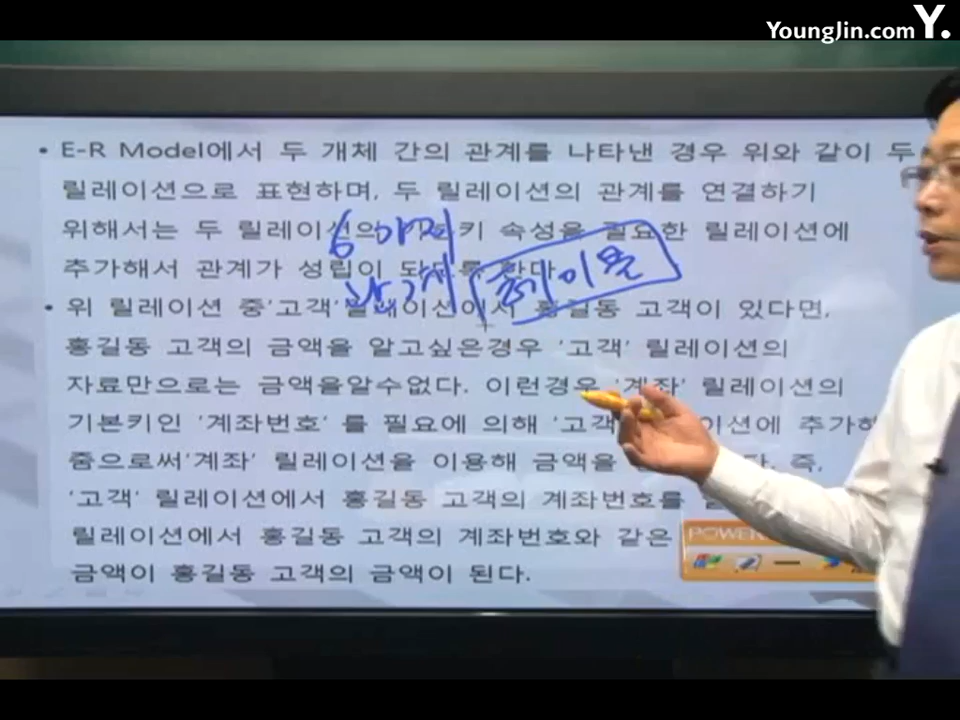 YoungJin.com Y.
• E-R Model에서 두 개체 간의 관계를 나타낸 경우 위와 같이 두
릴레이션으로 표현하며, 두 릴레이션의 관계를 연결하기
위해서는 두 릴레이션의 키 속성을 필요한 릴레이션에
추가해서 관계가 성립이 되도록 한다.
• 위 릴레이션 중'고객'릴레이션에서 홍길동 고객이 있다면,
홍길동 고객의 금액을 알고싶은경우 '고객' 릴레이션의
자료만으로는 금액을알수없다. 이런경우 '계좌' 릴레이션의
기본키인 '계좌번호' 를 필요에 의해 '고객 이션에 추가해
줌으로써'계좌' 릴레이션을 이용해 금액을 다. 즉,
'고객' 릴레이션에서 홍길동 고객의 계좌번호를
릴레이션에서 홍길동 고객의 계좌번호와 같은
금액이 홍길동 고객의 금액이 된다.
POWER